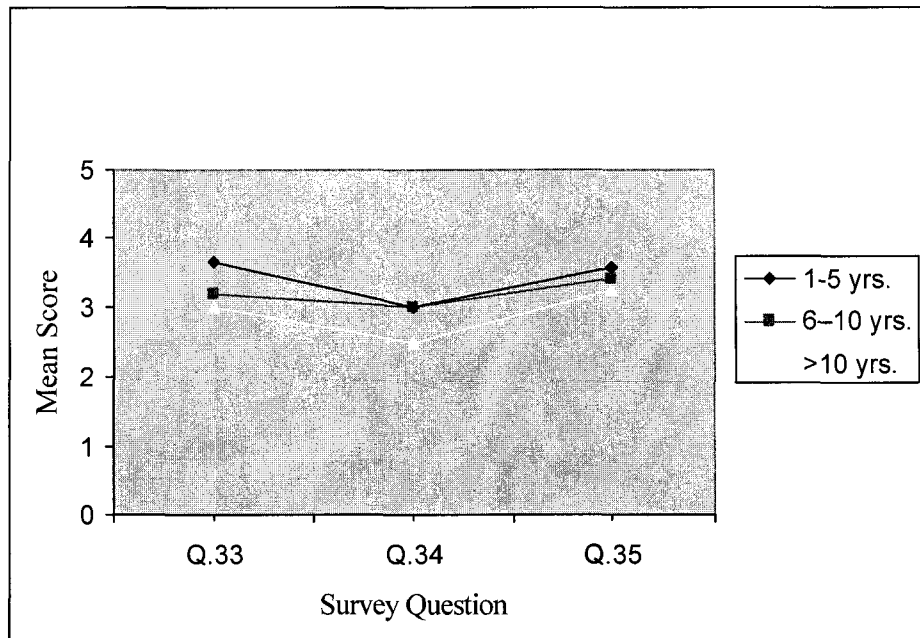 5
4
3
2
1
0
Mean Score
Q.33
Q.34
Q.35
Survey Question
1-5 yrs.
6–10 yrs.
>10 yrs.